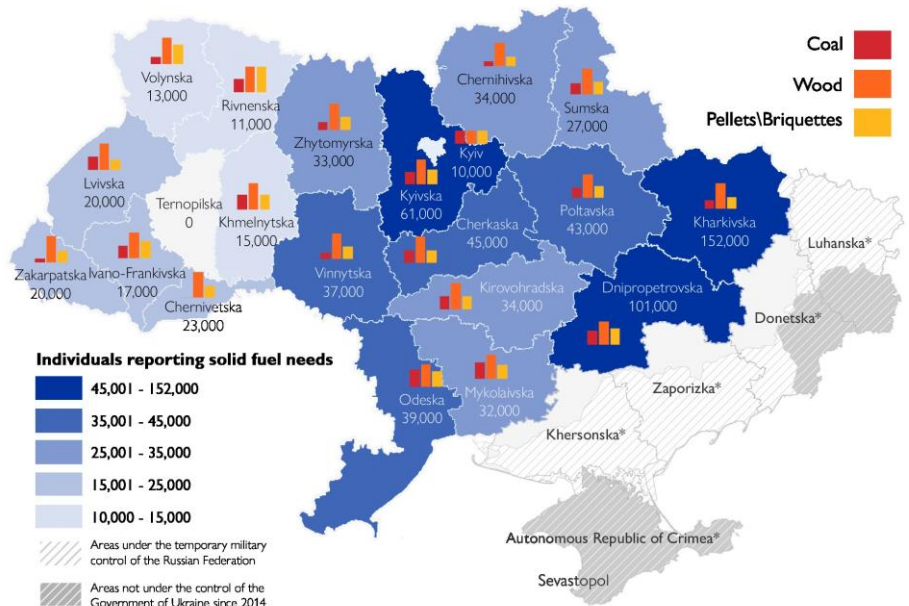 Coal
Wood
Pellets\Briquettes
Volynska
13,000
Rivnenska
11,000
Zhytomyrska
33,000
Chernihivska
34,000
Sumska
27,000
Kyiv
10,000
Kyivska
61,000
Lvivska
20,000
Ternopilska
0
Khmelnytska
15,000
Cherkaska
45,000
Poltavska
43,000
Kharkivska
152,000
Luhanska*
Zakarpatska
20,000
Ivano-Frankivska
17,000
Chernivetska
23,000
Vinnytska
37,000
Kirovohradska
34,000
Dnipropetrovska
101,000
Donetska*
Odeska
39,000
Mykolaivska
32,000
Zaporizka*
Khersonska*
Autonomous Republic of Crimea*
Sevastopol
Individuals reporting solid fuel needs
45,001 - 152,000
35,001 - 45,000
25,001 - 35,000
15,001 - 25,000
10,000 - 15,000
Areas under the temporary military
control of the Russian Federation
Areas not under the control of the
Government of Ukraine since 2014